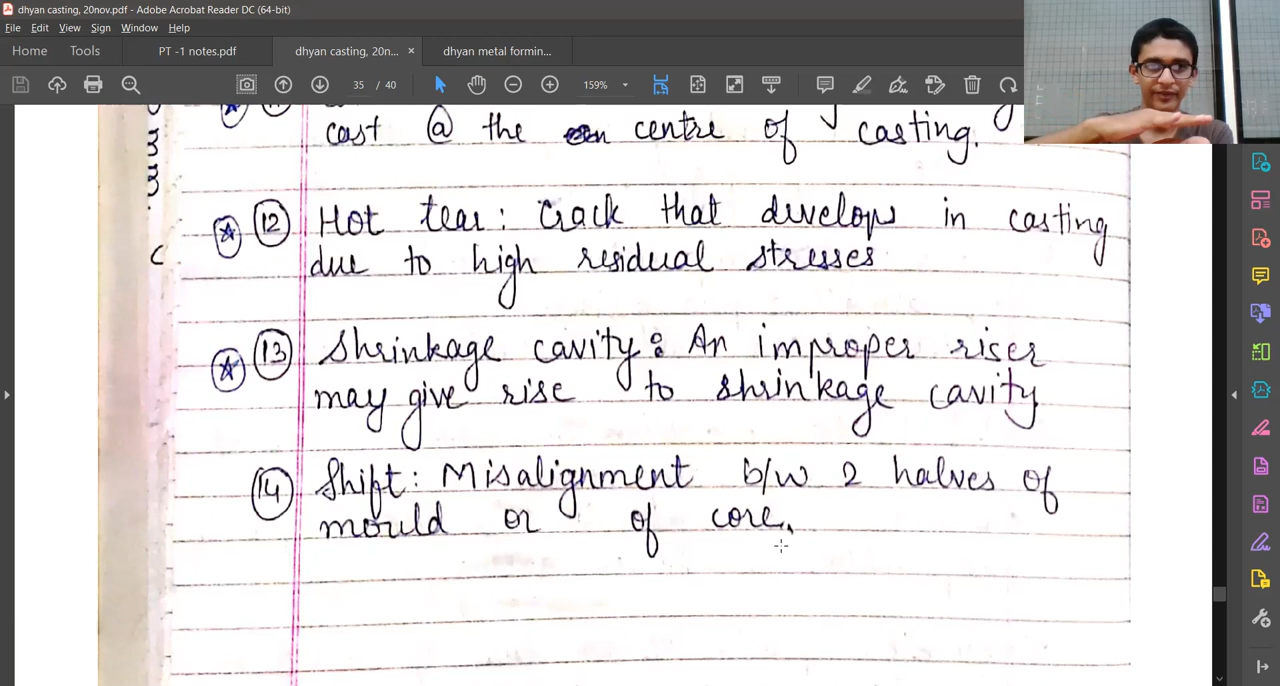 dhyan casting, 20nov.pdf - Adobe Acrobat Reader DC (64-bit)
File Edit View Sign Window Help
Home Tools PT -1 notes.pdf dhyan casting, 20n... × dhyan metal formin...
35 / 40 159%
cast @ the centre of casting.
⑫ Hot tear: Crack that develops in casting
due to high residual stresses
⑬ Shrinkage cavity: An improper riser
may give rise to shrinkage cavity
⑭ Shift: Misalignment b/w 2 halves of
mould or of core.